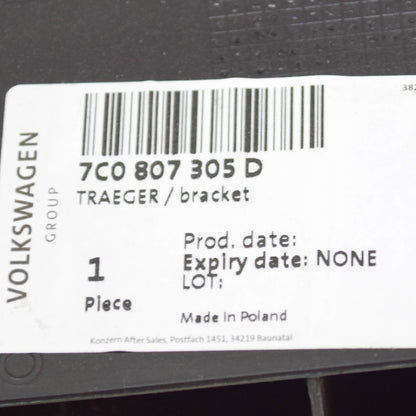 382
VOLKSWAGEN
GROUP
7C0 807 305 D
TRAEGER / bracket
Prod. date:
1
Expiry date: NONE
Piece
LOT:
Made in Poland
Konzern After Sales, Postfach 1451, 34219 Baunatal